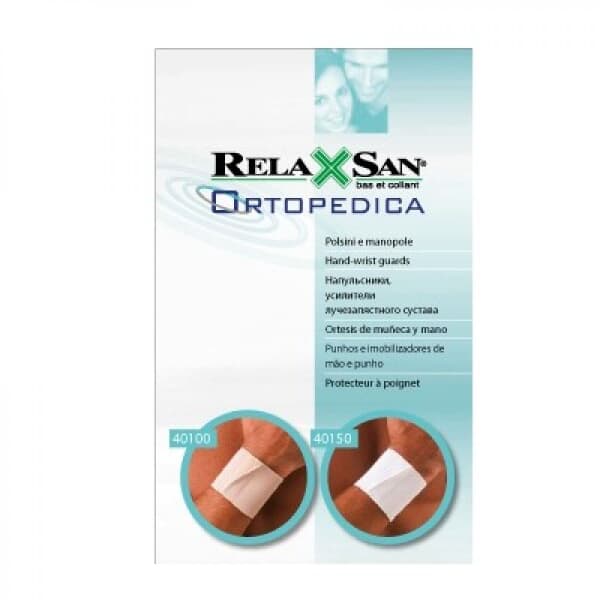 RELAXSAN®
bas et collant
ORTOPEDICA
Polsini e manopole
Hand-wrist guards
Напульсники,
усилители
лучезапястного сустава
Ortesis de muñeca y mano
Punhos e imobilizadores de
mão e punho
Protecteur à poignet
40100
40150